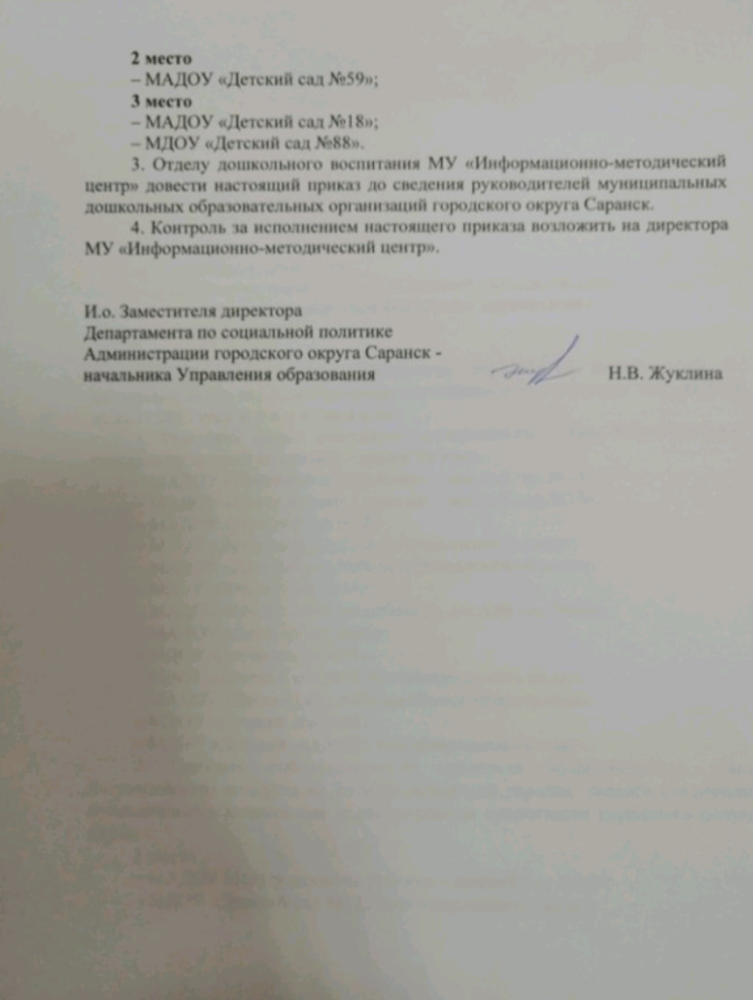 2 место
– МАДОУ «Детский сад №59»;
3 место
– МАДОУ «Детский сад №18»;
– МДОУ «Детский сад №88».
3. Отделу дошкольного воспитания МУ «Информационно-методический
центр» довести настоящий приказ до сведения руководителей муниципальных
дошкольных образовательных организаций городского округа Саранск.
4. Контроль за исполнением настоящего приказа возложить на директора
МУ «Информационно-методический центр».
И.о. Заместителя директора
Департамента по социальной политике
Администрации городского округа Саранск -
начальника Управления образования Н.В. Жуклина